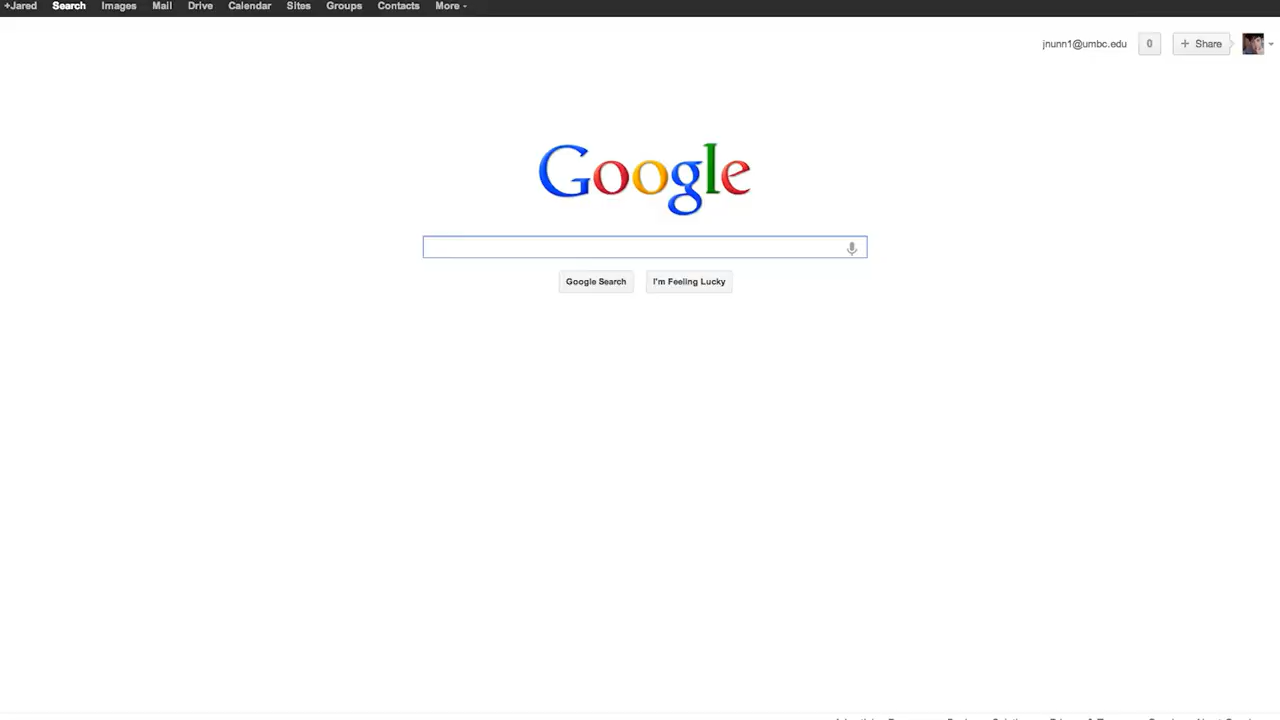 +Jared Search Images Mail Drive Calendar Sites Groups Contacts More
jnunn1@umbc.edu 0 + Share
Google
Google Search I'm Feeling Lucky